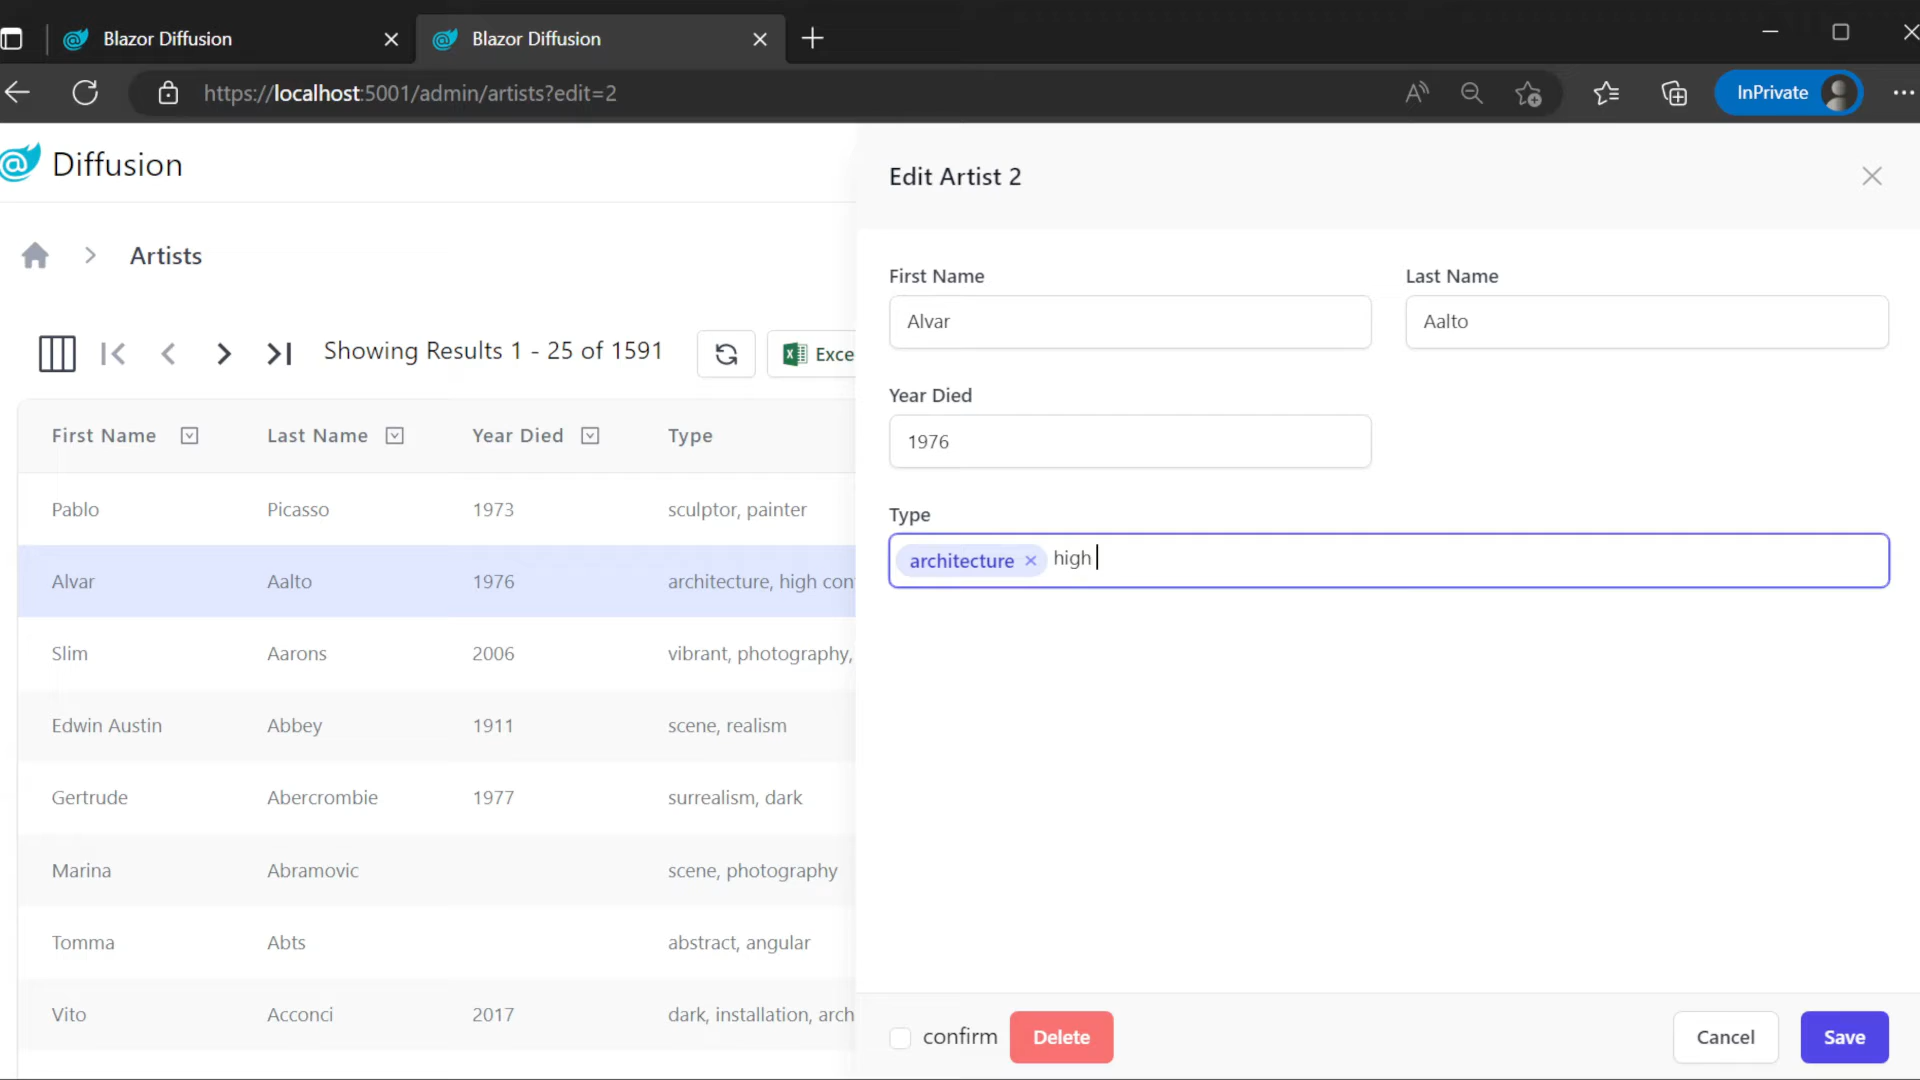 Blazor Diffusion
Blazor Diffusion
https://localhost:5001/admin/artists?edit=2
InPrivate
Diffusion
Artists
Showing Results 1 - 25 of 1591
Exce
First Name Last Name Year Died Type
Pablo Picasso 1973 sculptor, painter
Alvar Aalto 1976 architecture, high con
Slim Aarons 2006 vibrant, photography,
Edwin Austin Abbey 1911 scene, realism
Gertrude Abercrombie 1977 surrealism, dark
Marina Abramovic scene, photography
Tomma Abts abstract, angular
Vito Acconci 2017 dark, installation, arch
Edit Artist 2
First Name Last Name
Alvar Aalto
Year Died
1976
Type
architecture × high
confirm Delete Cancel Save